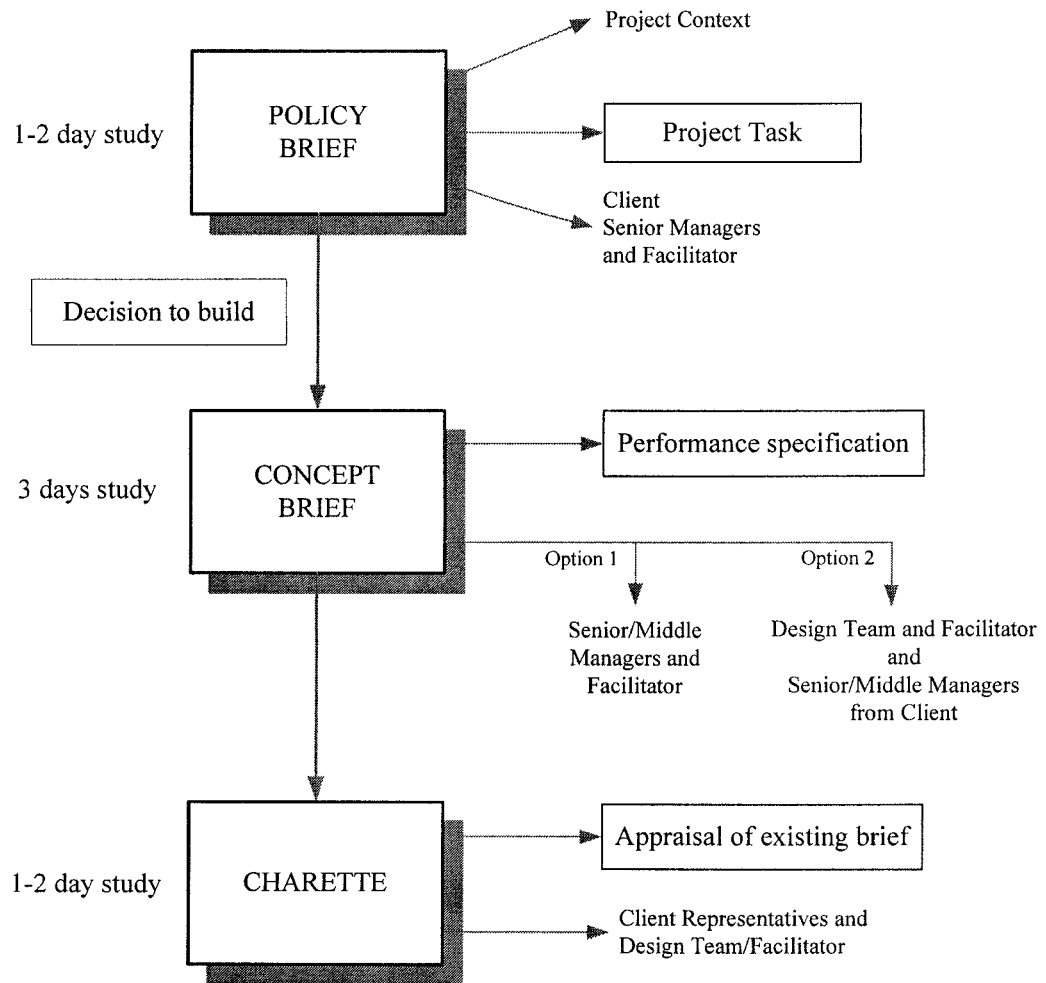 Project Context
POLICY
BRIEF
1-2 day study
Project Task
Client
Senior Managers
and Facilitator
Decision to build
CONCEPT
BRIEF
3 days study
Performance specification
Option 1
Option 2
Senior/Middle
Managers and
Facilitator
Design Team and Facilitator
and
Senior/Middle Managers
from Client
1-2 day study
CHARETTE
Appraisal of existing brief
Client Representatives and
Design Team/Facilitator